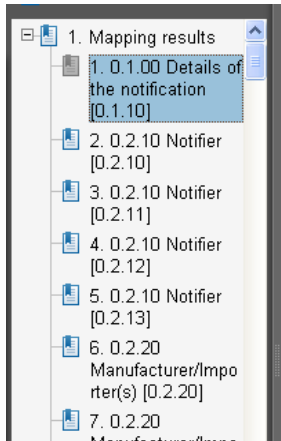 1. Mapping results
1. 0.1.00 Details of
the notification
[0.1.10]
2. 0.2.10 Notifier
[0.2.10]
3. 0.2.10 Notifier
[0.2.11]
4. 0.2.10 Notifier
[0.2.12]
5. 0.2.10 Notifier
[0.2.13]
6. 0.2.20
Manufacturer/Impo
rter(s) [0.2.20]
7. 0.2.20
Manufacturer/Impo